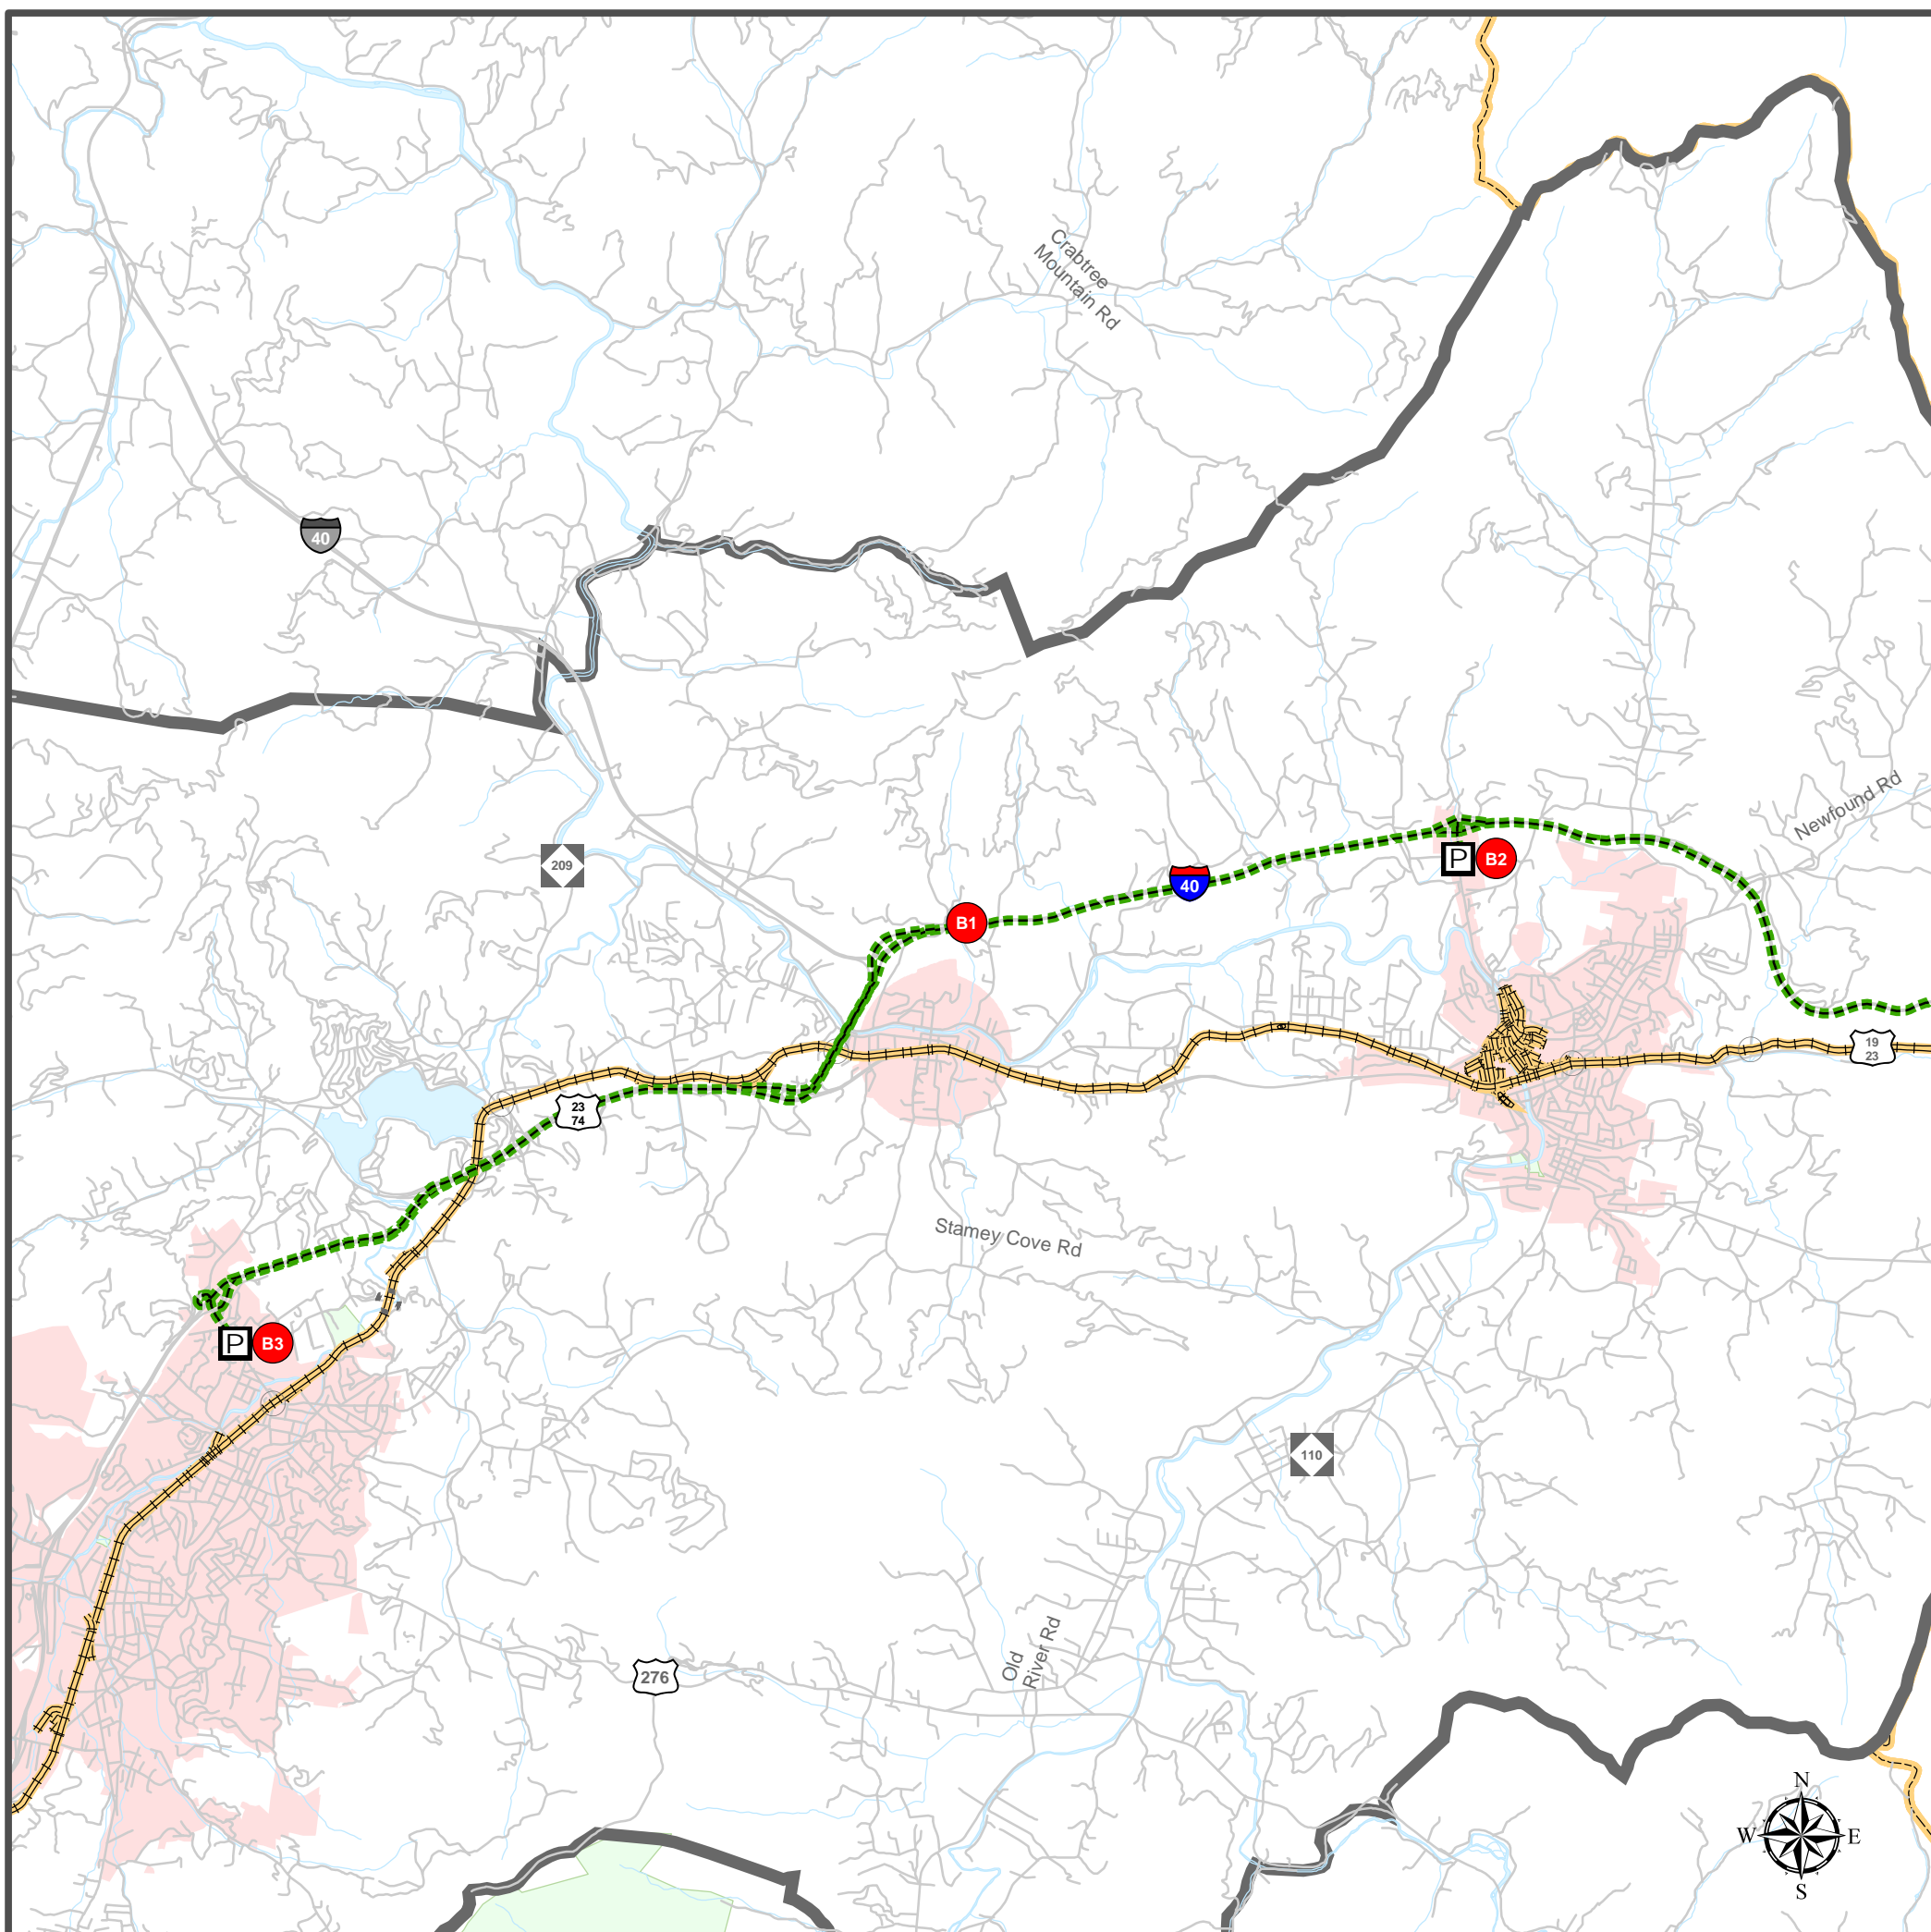 Crabtree
Mountain Rd
40
Newfound Rd
209
P
B2
40
B1
19
23
23
74
Stamey Cove Rd
P
B3
110
Old
River Rd
276
N
W
E
S